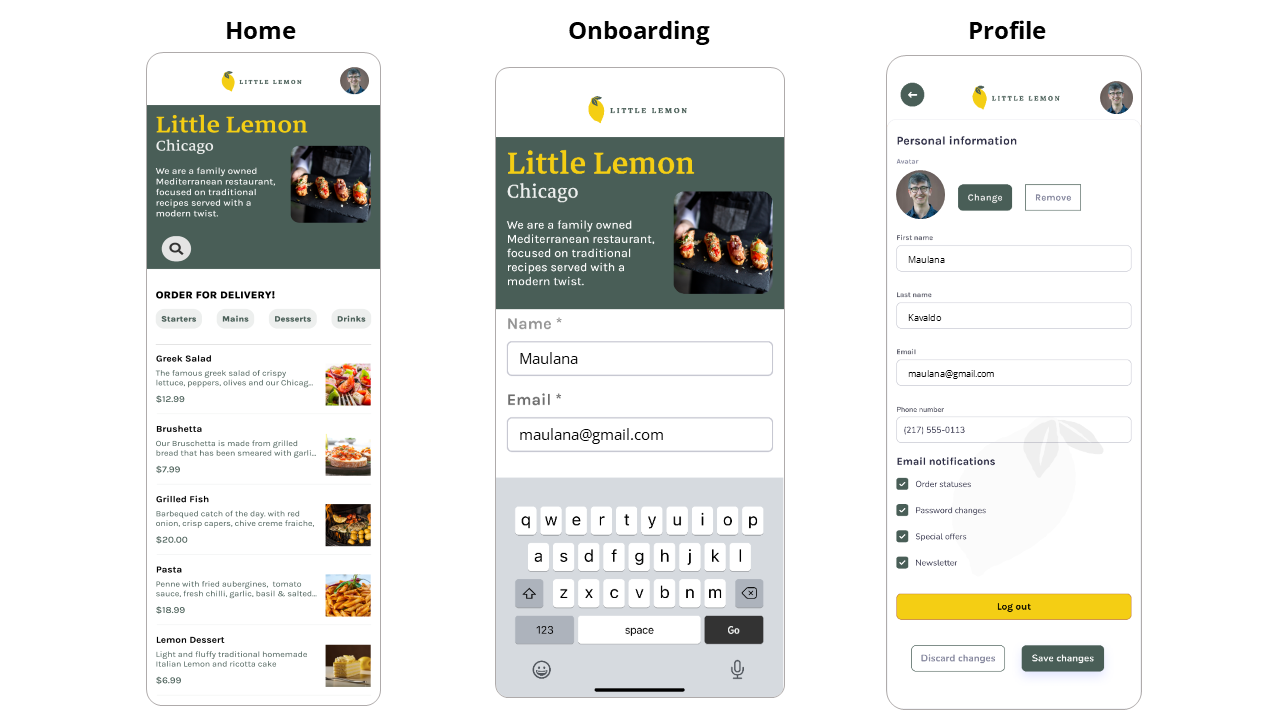 Home
LITTLE LEMON
Little Lemon
Chicago
We are a family owned
Mediterranean restaurant,
focused on traditional
recipes served with a
modern twist.
ORDER FOR DELIVERY!
Starters Mains Desserts Drinks
Greek Salad
The famous greek salad of crispy
lettuce, peppers, olives and our Chicag...
$12.99
Brushetta
Our Bruschetta is made from grilled
bread that has been smeared with garli...
$7.99
Grilled Fish
Barbequed catch of the day. with red
onion, crisp capers, chive creme fraiche,
$20.00
Pasta
Penne with fried aubergines, tomato
sauce, fresh chilli, garlic, basil & salted...
$18.99
Lemon Dessert
Light and fluffy traditional homemade
Italian Lemon and ricotta cake
$6.99
Onboarding
LITTLE LEMON
Little Lemon
Chicago
We are a family owned
Mediterranean restaurant,
focused on traditional
recipes served with a
modern twist.
Name *
Maulana
Email *
maulana@gmail.com
q w e r t y u i o p
a s d f g h j k l
z x c v b n m
123 space Go
Profile
LITTLE LEMON
Personal information
Avatar
Change Remove
First name
Maulana
Last name
Kavaldo
Email
maulana@gmail.com
Phone number
(217) 555-0113
Email notifications
Order statuses
Password changes
Special offers
Newsletter
Log out
Discard changes Save changes